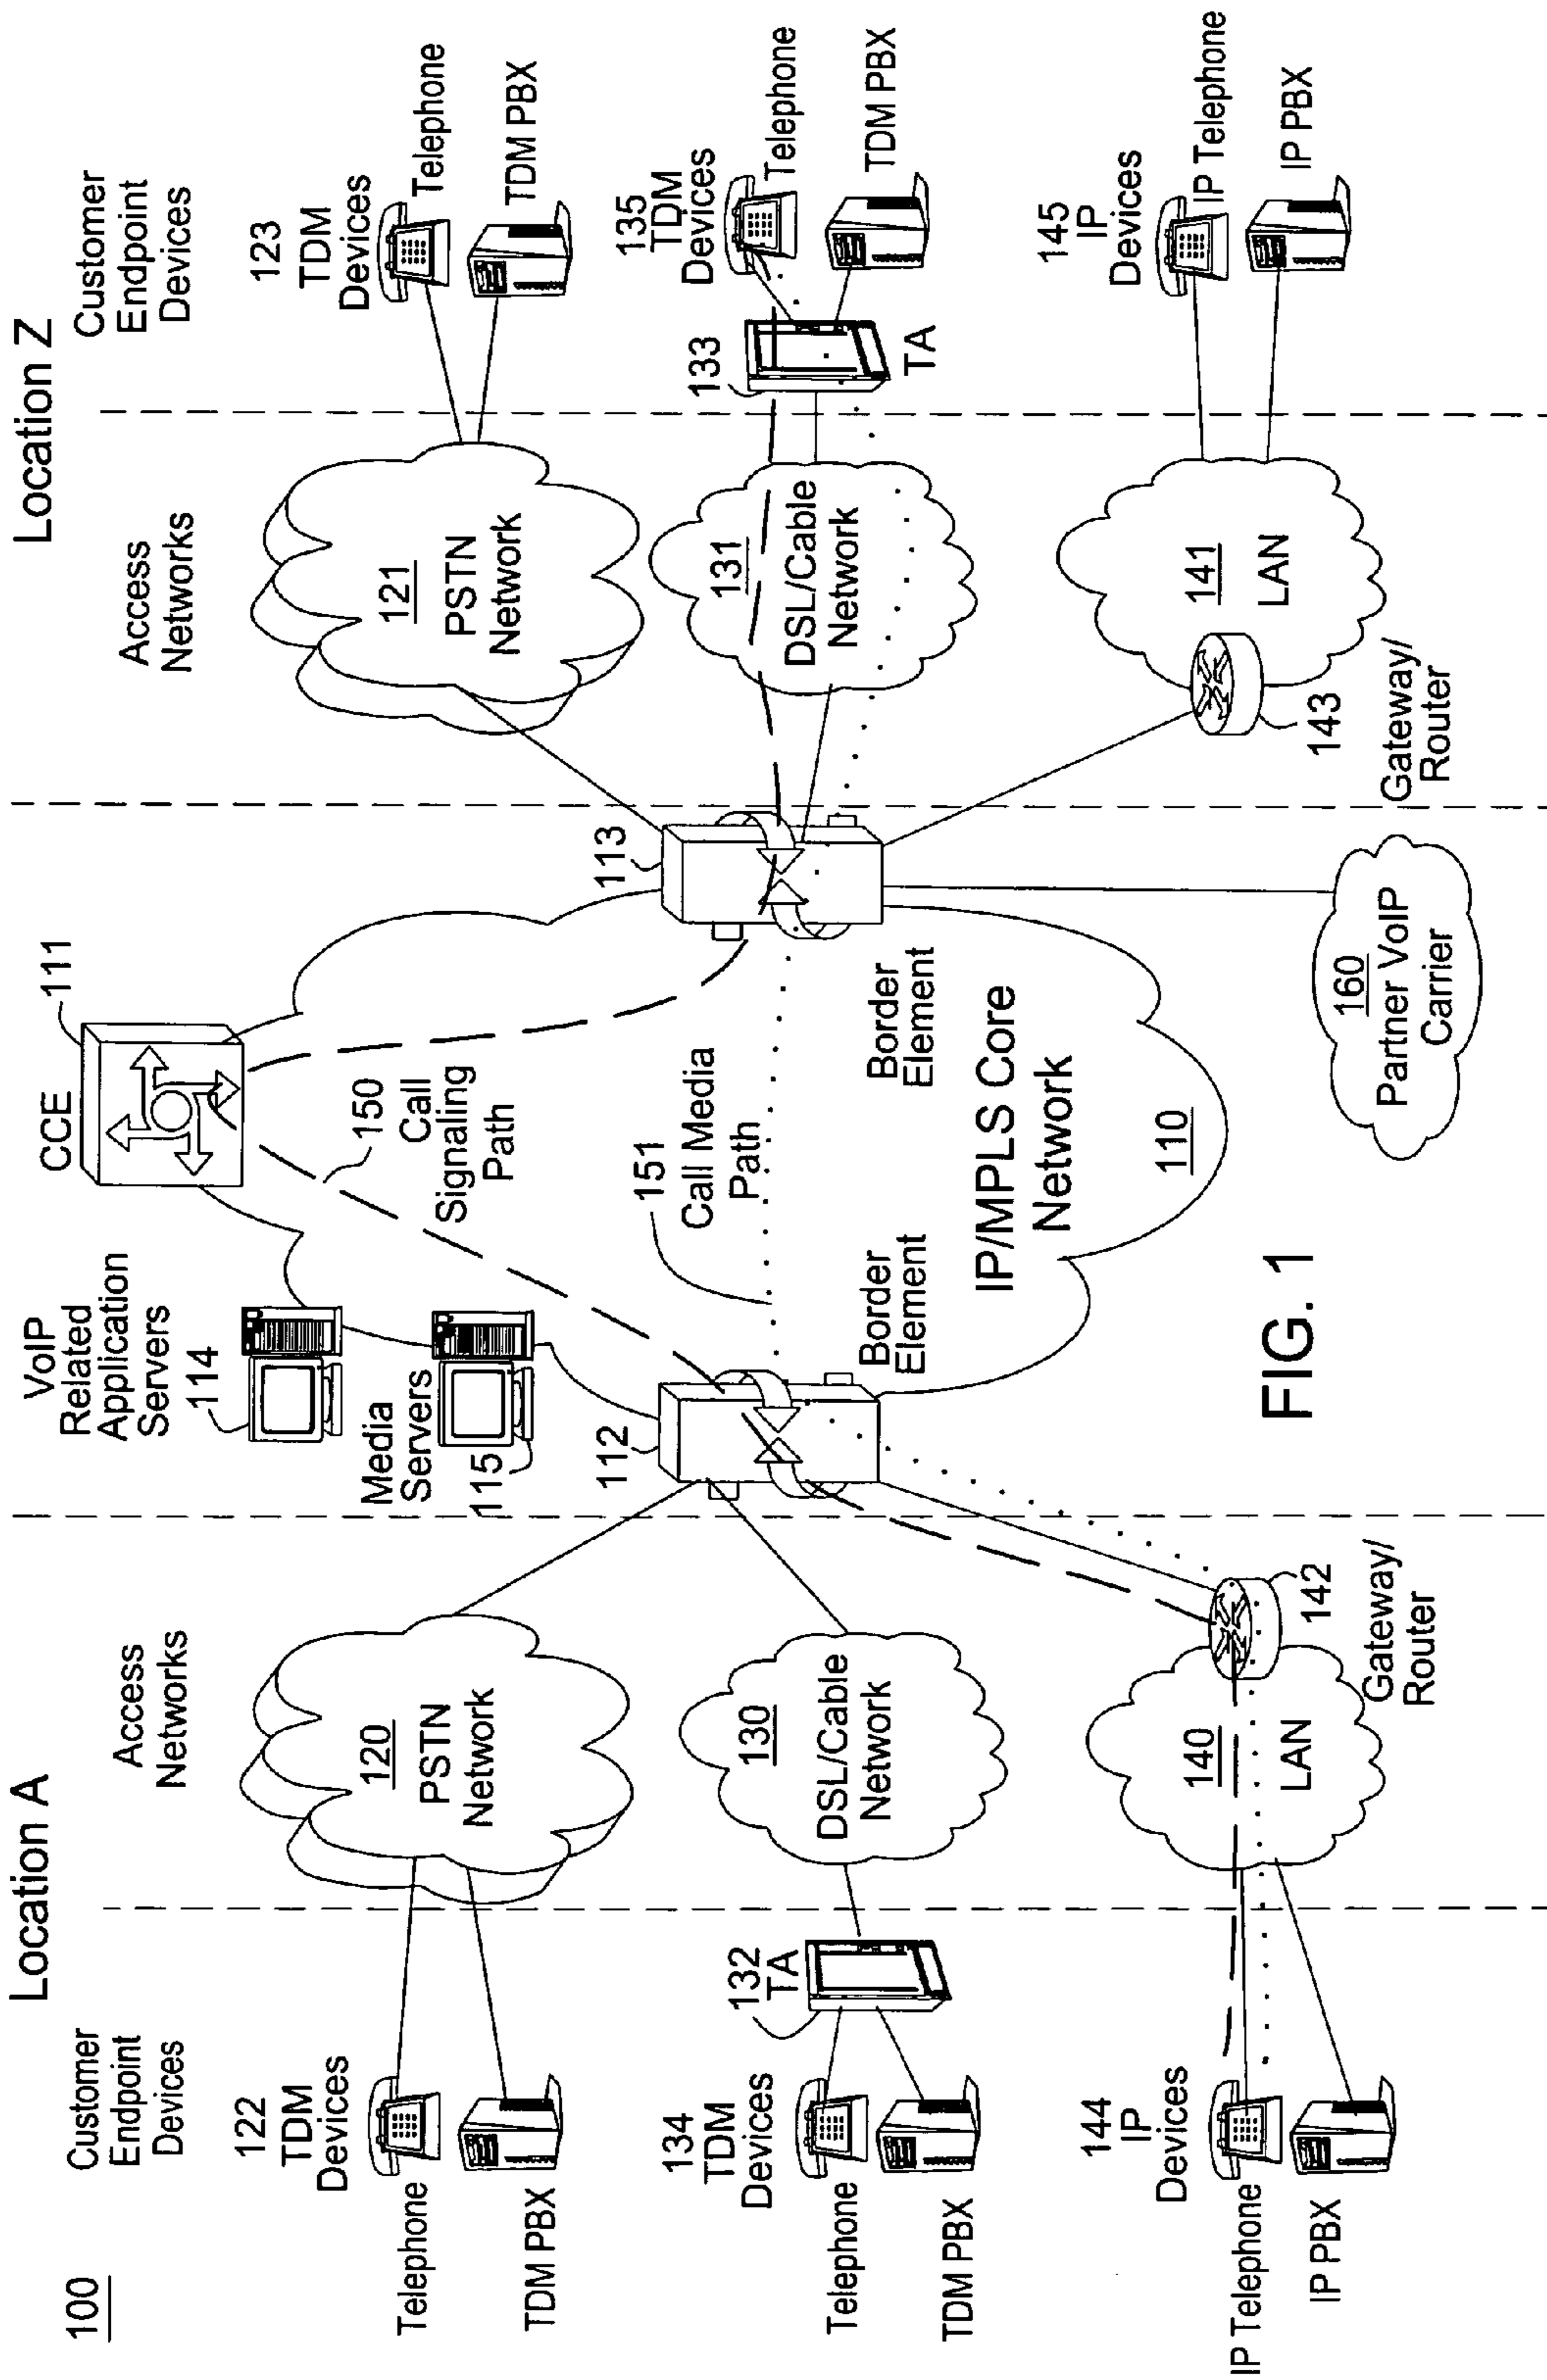 100
Location A
Location Z
Customer
Endpoint
Devices
Access
Networks
VoIP
Related
Application
Servers
114
Media
Servers
115
CCE
111
Access
Networks
Customer
Endpoint
Devices
122
TDM
Devices
Telephone
TDM PBX
120
PSTN
Network
150
Call
Signaling
Path
121
PSTN
Network
123
TDM
Devices
Telephone
TDM PBX
134
TDM
Devices
Telephone
TDM PBX
132
TA
130
DSL/Cable
Network
112
Border
Element
151
Call Media
Path
113
Border
Element
131
DSL/Cable
Network
133
TA
135
TDM
Devices
Telephone
TDM PBX
IP/MPLS Core
Network
110
144
IP
Devices
IP Telephone
IP PBX
140
LAN
142
Gateway/
Router
160
Partner VoIP
Carrier
143
Gateway/
Router
141
LAN
145
IP
Devices
IP Telephone
IP PBX
FIG. 1